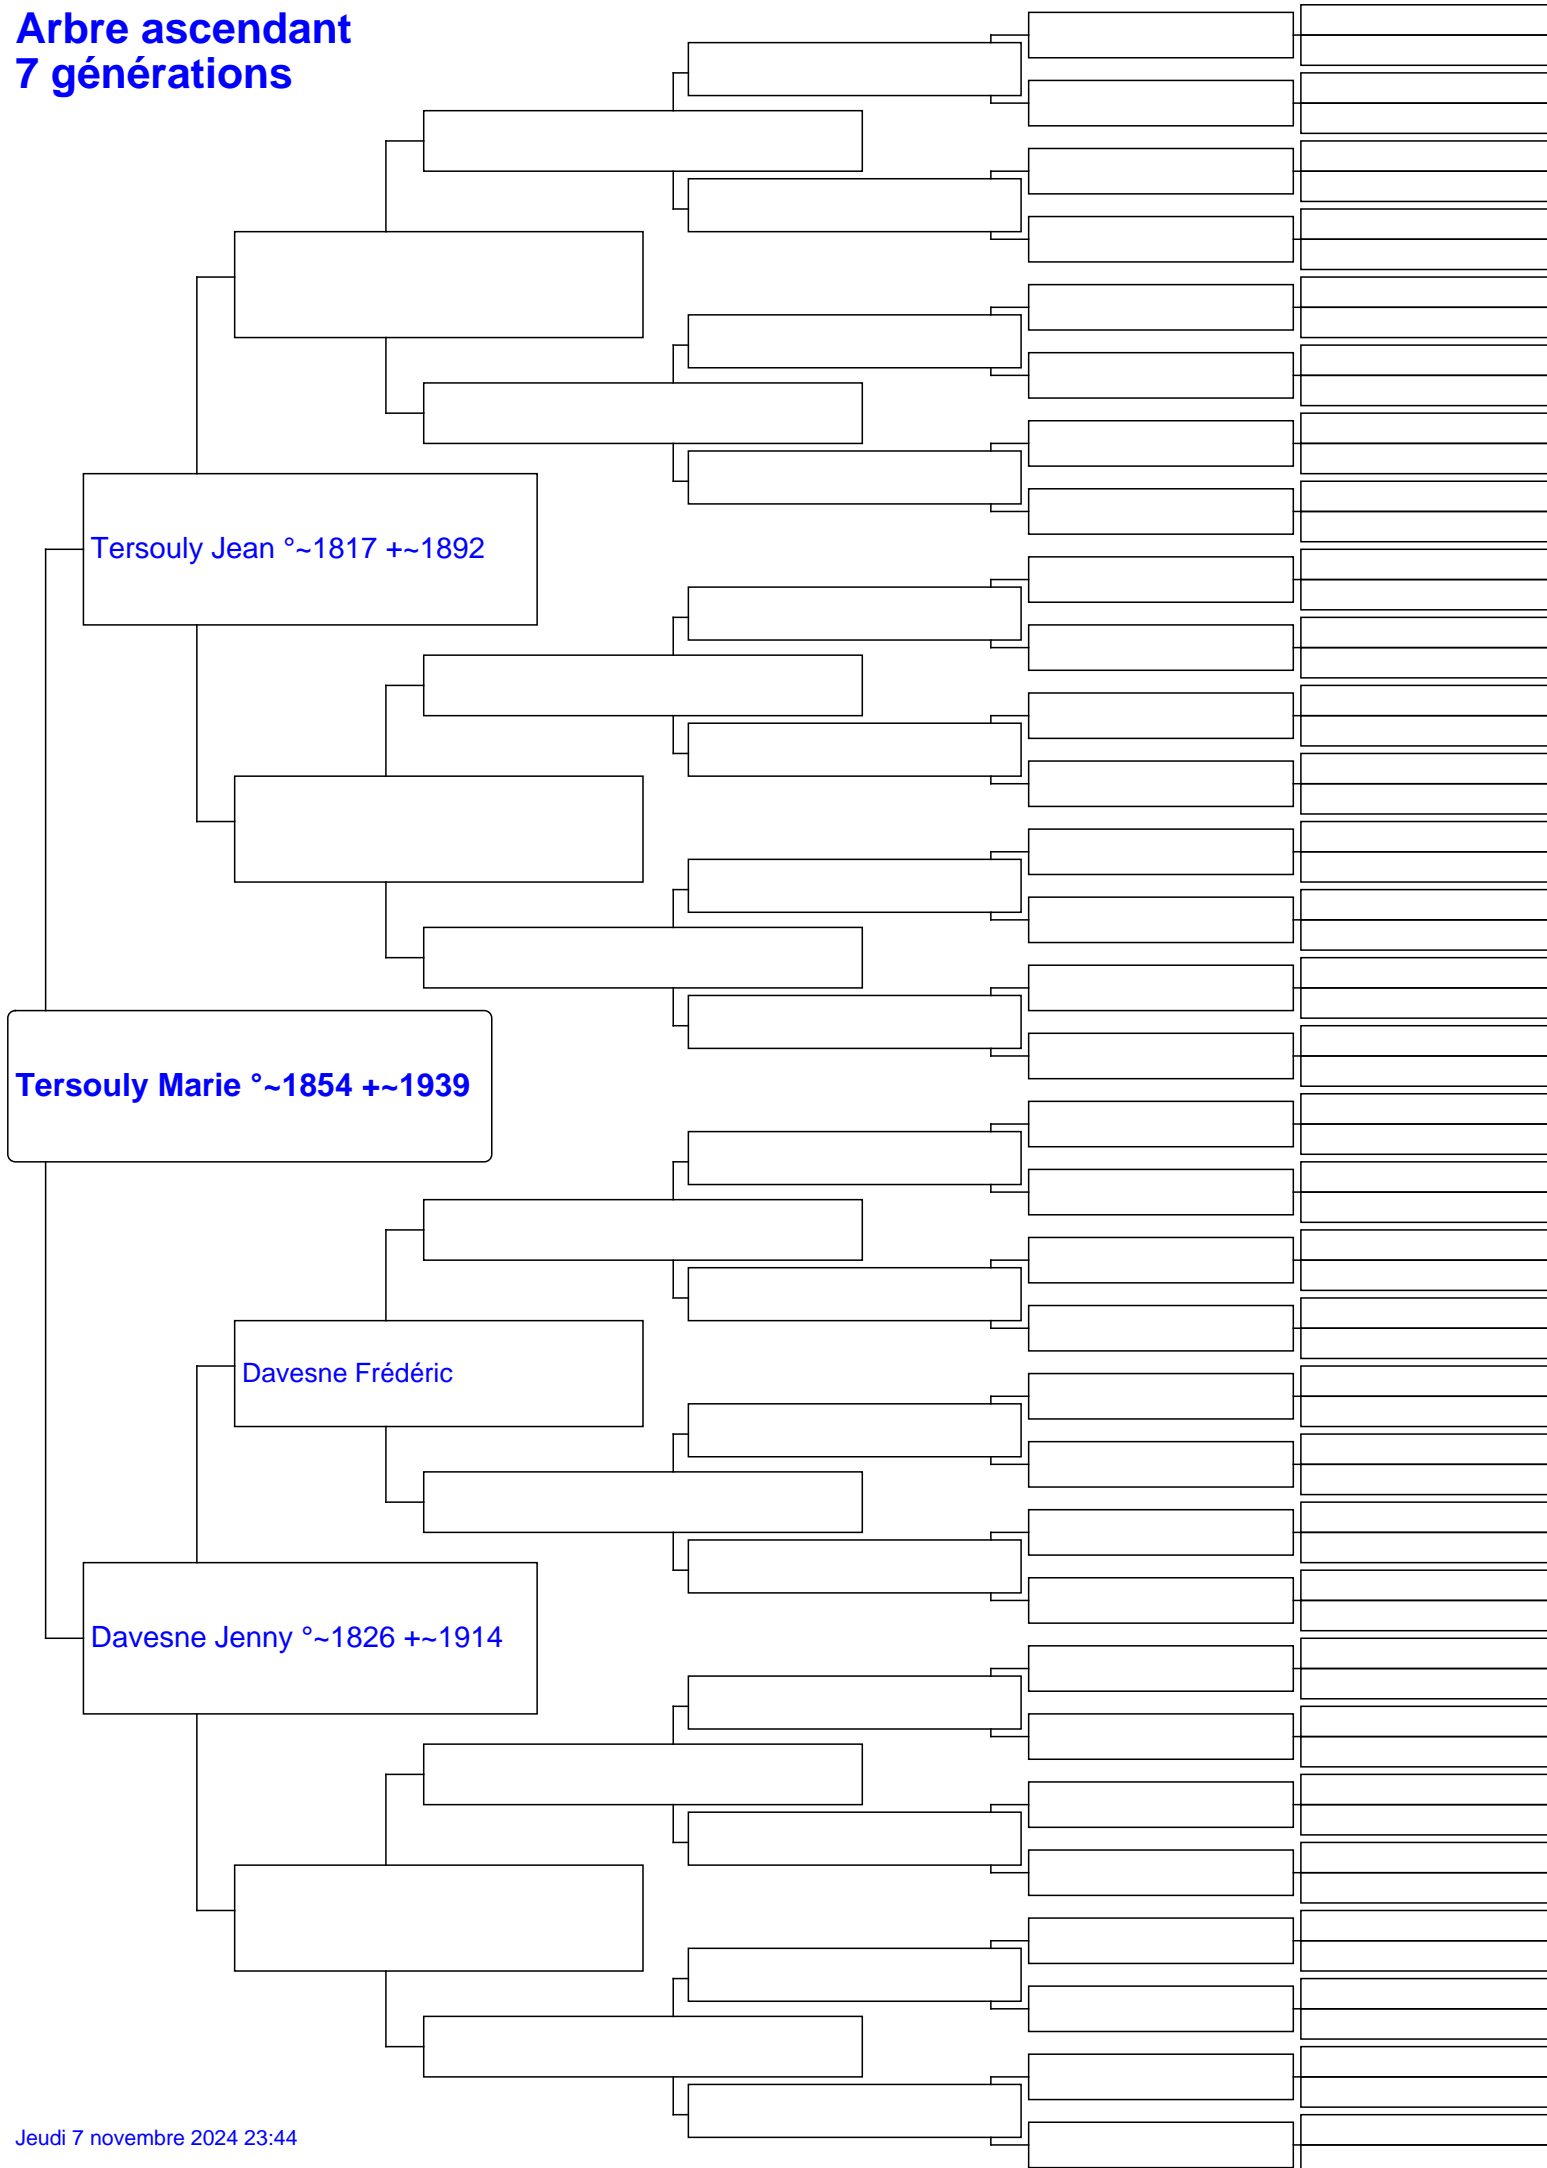 Arbre ascendant
7 générations
Tersouly Jean °~1817 +~1892
Tersouly Marie °~1854 +~1939
Davesne Frédéric
Davesne Jenny °~1826 +~1914
Jeudi 7 novembre 2024 23:44